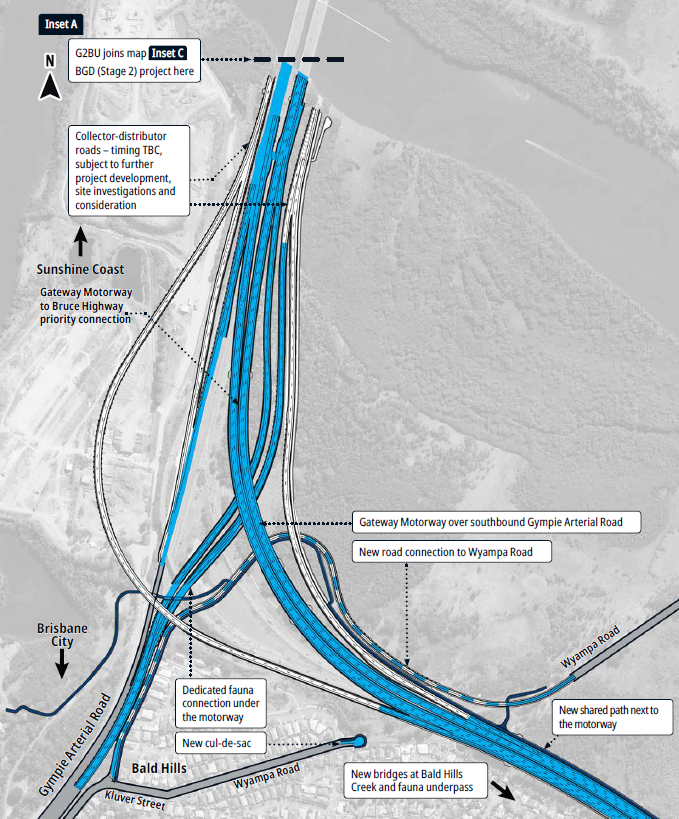 Inset A
G2BU joins map Inset C
BGD (Stage 2) project here
N
Collector-distributor
roads – timing TBC,
subject to further
project development,
site investigations and
consideration
Sunshine Coast
Gateway Motorway
to Bruce Highway
priority connection
Gateway Motorway over southbound Gympie Arterial Road
New road connection to Wyampa Road
Brisbane
City
Wyampa Road
Dedicated fauna
connection under
the motorway
New shared path next to
the motorway
Gympie Arterial Road
New cul-de-sac
Bald Hills
Wyampa Road
New bridges at Bald Hills
Creek and fauna underpass
Kluver Street